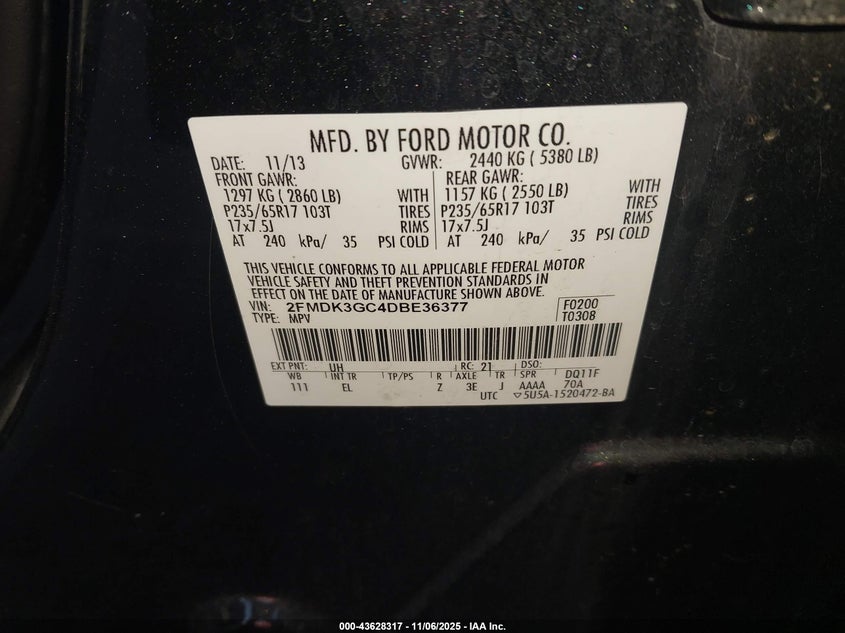 MFD. BY FORD MOTOR CO.
DATE: 11/13 GVWR: 2440 KG ( 5380 LB)
FRONT GAWR: REAR GAWR:
1297 KG ( 2860 LB) WITH 1157 KG ( 2550 LB) WITH
P235/65R17 103T TIRES P235/65R17 103T TIRES
17x7.5J RIMS 17x7.5J RIMS
AT 240 kPa/ 35 PSI COLD AT 240 kPa/ 35 PSI COLD
THIS VEHICLE CONFORMS TO ALL APPLICABLE FEDERAL MOTOR
VEHICLE SAFETY AND THEFT PREVENTION STANDARDS IN
EFFECT ON THE DATE OF MANUFACTURE SHOWN ABOVE.
VIN: 2FMDK3GC4DBE36377 F0200
TYPE: MPV T0308
EXT PNT: UH RC: 21 DSO:
WB INT TR TP/PS R AXLE TR SPR DQ11F
111 EL Z 3E J AAAA 70A
UTC ▽5U5A-1520472-BA
000-43628317 - 11/06/2025 - IAA Inc.